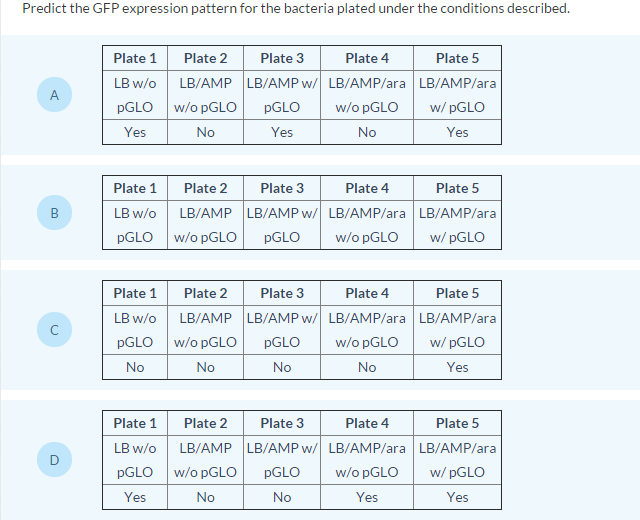 Predict the GFP expression pattern for the bacteria plated under the conditions described.
A
Plate 1 Plate 2 Plate 3 Plate 4 Plate 5
LB w/o LB/AMP LB/AMP w/ LB/AMP/ara LB/AMP/ara
pGLO w/o pGLO pGLO w/o pGLO w/ pGLO
Yes No Yes No Yes
B
Plate 1 Plate 2 Plate 3 Plate 4 Plate 5
LB w/o LB/AMP LB/AMP w/ LB/AMP/ara LB/AMP/ara
pGLO w/o pGLO pGLO w/o pGLO w/ pGLO
C
Plate 1 Plate 2 Plate 3 Plate 4 Plate 5
LB w/o LB/AMP LB/AMP w/ LB/AMP/ara LB/AMP/ara
pGLO w/o pGLO pGLO w/o pGLO w/ pGLO
No No No No Yes
D
Plate 1 Plate 2 Plate 3 Plate 4 Plate 5
LB w/o LB/AMP LB/AMP w/ LB/AMP/ara LB/AMP/ara
pGLO w/o pGLO pGLO w/o pGLO w/ pGLO
Yes No No Yes Yes